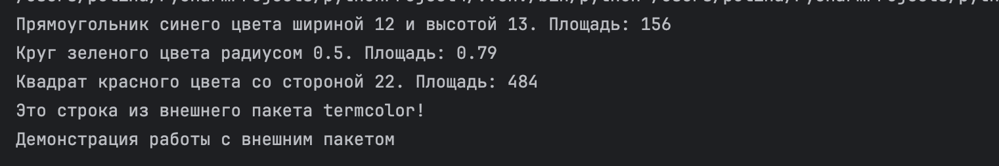 Прямоугольник синего цвета шириной 12 и высотой 13. Площадь: 156
Круг зеленого цвета радиусом 0.5. Площадь: 0.79
Квадрат красного цвета со стороной 22. Площадь: 484
Это строка из внешнего пакета termcolor!
Демонстрация работы с внешним пакетом